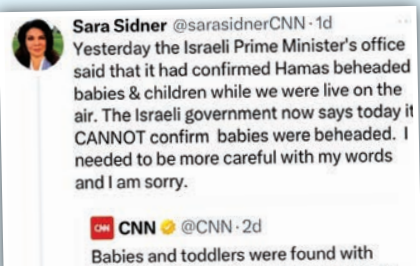 Sara Sidner @sarasidnerCNN · 1d
Yesterday the Israeli Prime Minister's office
said that it had confirmed Hamas beheaded
babies & children while we were live on the
air. The Israeli government now says today it
CANNOT confirm babies were beheaded. I
needed to be more careful with my words
and I am sorry.
CNN CNN @CNN · 2d
Babies and toddlers were found with